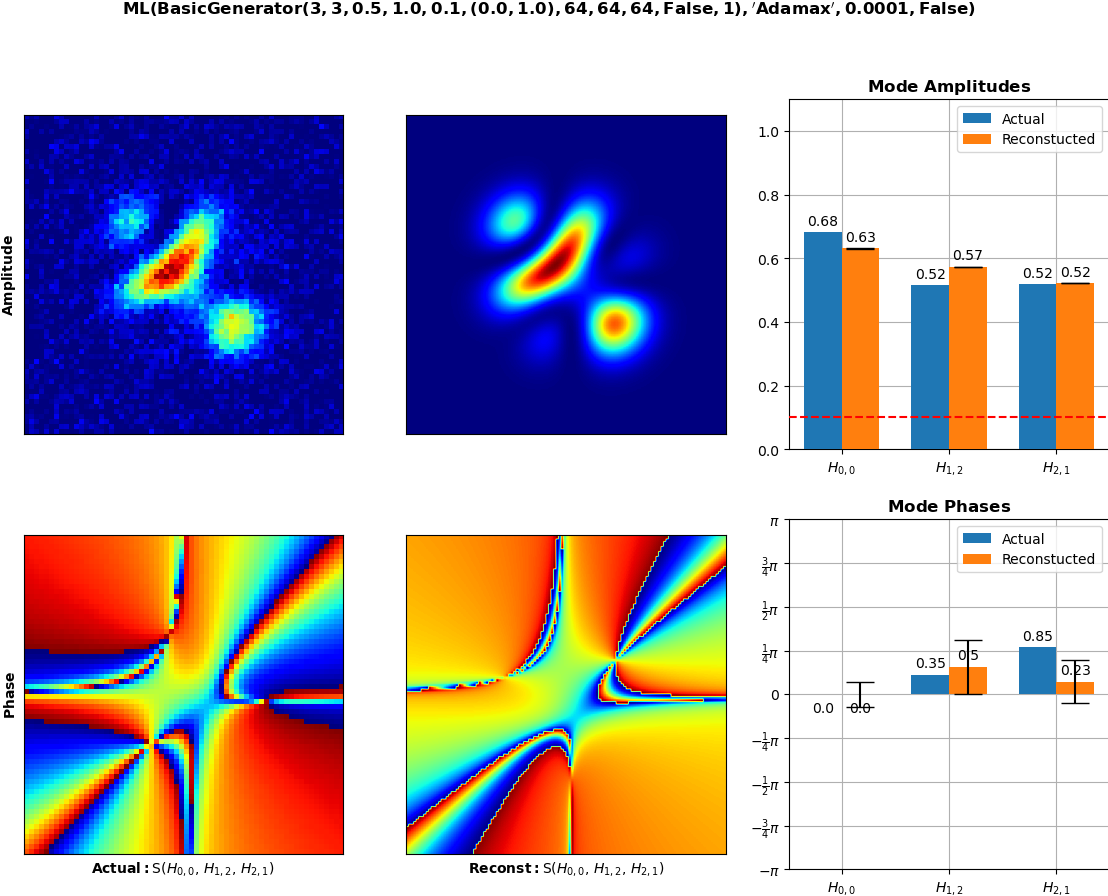 ML(BasicGenerator(3, 3, 0.5, 1.0, 0.1, (0.0, 1.0), 64, 64, 64, False, 1), 'Adamax', 0.0001, False)
Amplitude
Mode Amplitudes
Actual
Reconstucted
1.0
0.8
0.6
0.4
0.2
0.0
0.68
0.63
0.52
0.57
0.52
0.52
H0,0
H1,2
H2,1
Phase
Actual: S(H0,0, H1,2, H2,1)
Reconst: S(H0,0, H1,2, H2,1)
Mode Phases
Actual
Reconstucted
π
3/4π
1/2π
1/4π
0
−1/4π
−1/2π
−3/4π
−π
0.0
0.0
0.35
0.5
0.85
0.23
H0,0
H1,2
H2,1